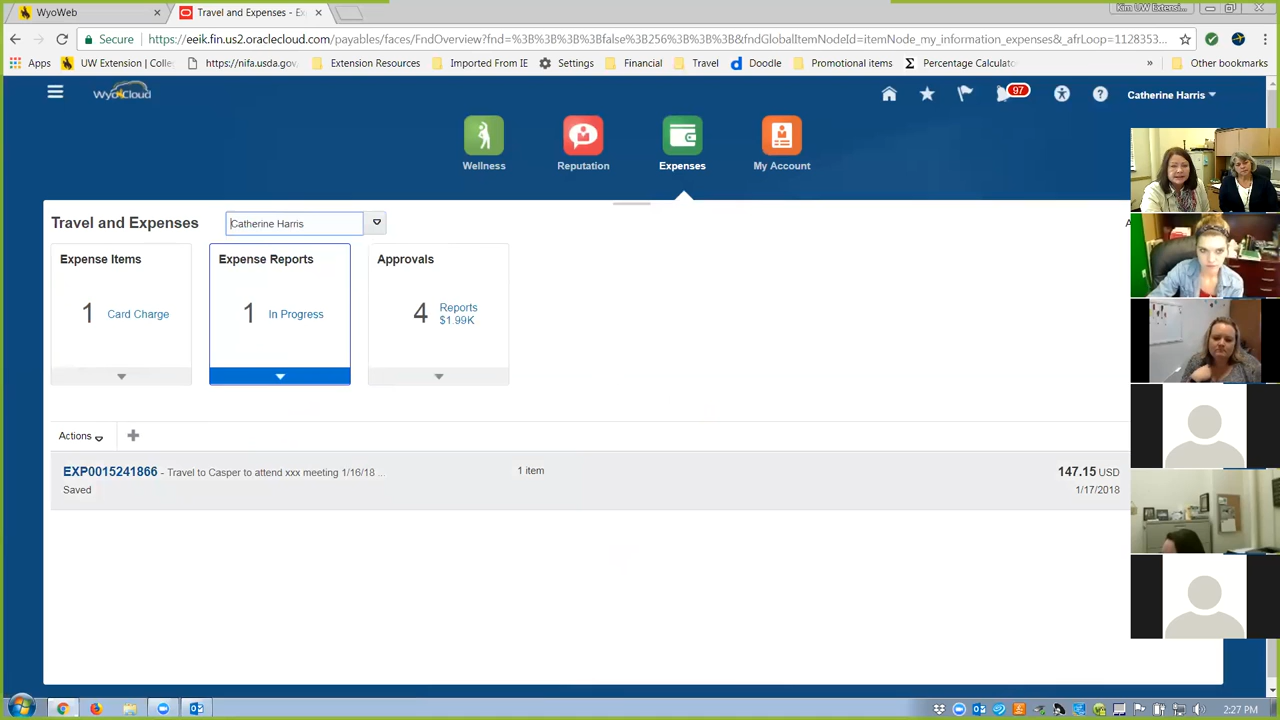 WyoWeb
Travel and Expenses - Ex
Kim UW Extensi...
Secure
https://eeik.fin.us2.oraclecloud.com/payables/faces/FndOverview?fnd=%3B%3B%3B%3Bfalse%3B256%3B%3B%3B&fndGlobalItemNodeId=itemNode_my_information_expenses&_afrLoop=1128353...
Apps
UW Extension | Colle
https://nifa.usda.gov
Extension Resources
Imported From IE
Settings
Financial
Doodle
Promotional items
Percentage Calculato
»
Other bookmarks
WyoCloud
97
Catherine Harris
Wellness
Reputation
Expenses
My Account
Travel and Expenses
Catherine Harris
Expense Items
1 Card Charge
Expense Reports
1 In Progress
Approvals
4 Reports
$1.99K
Actions
EXP0015241866 - Travel to Casper to attend xxx meeting 1/16/18 ...
1 item
147.15 USD
Saved
1/17/2018
2:27 PM